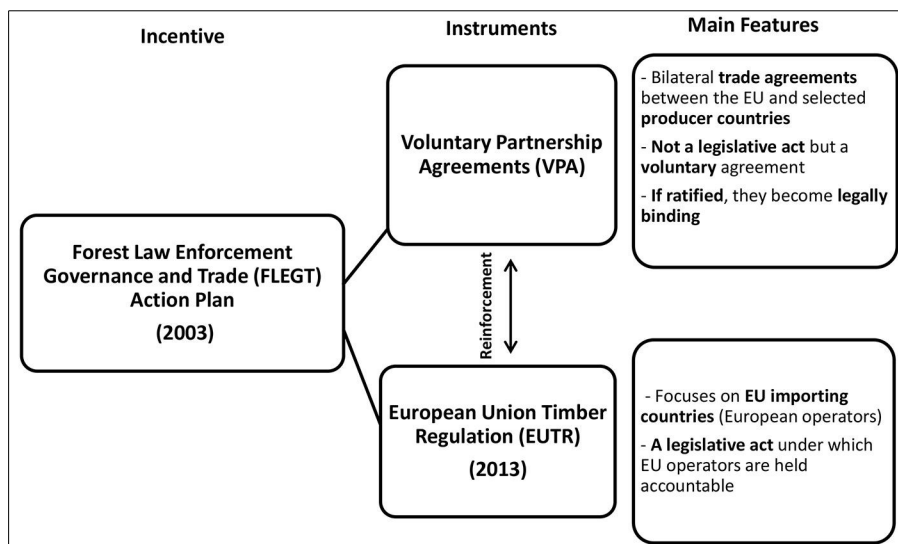 Incentive
Instruments
Main Features
Forest Law Enforcement
Governance and Trade (FLEGT)
Action Plan
(2003)
Voluntary Partnership
Agreements (VPA)
Reinforcement
European Union Timber
Regulation (EUTR)
(2013)
- Bilateral trade agreements
between the EU and selected
producer countries
- Not a legislative act but a
voluntary agreement
- If ratified, they become legally
binding
- Focuses on EU importing
countries (European operators)
- A legislative act under which
EU operators are held
accountable